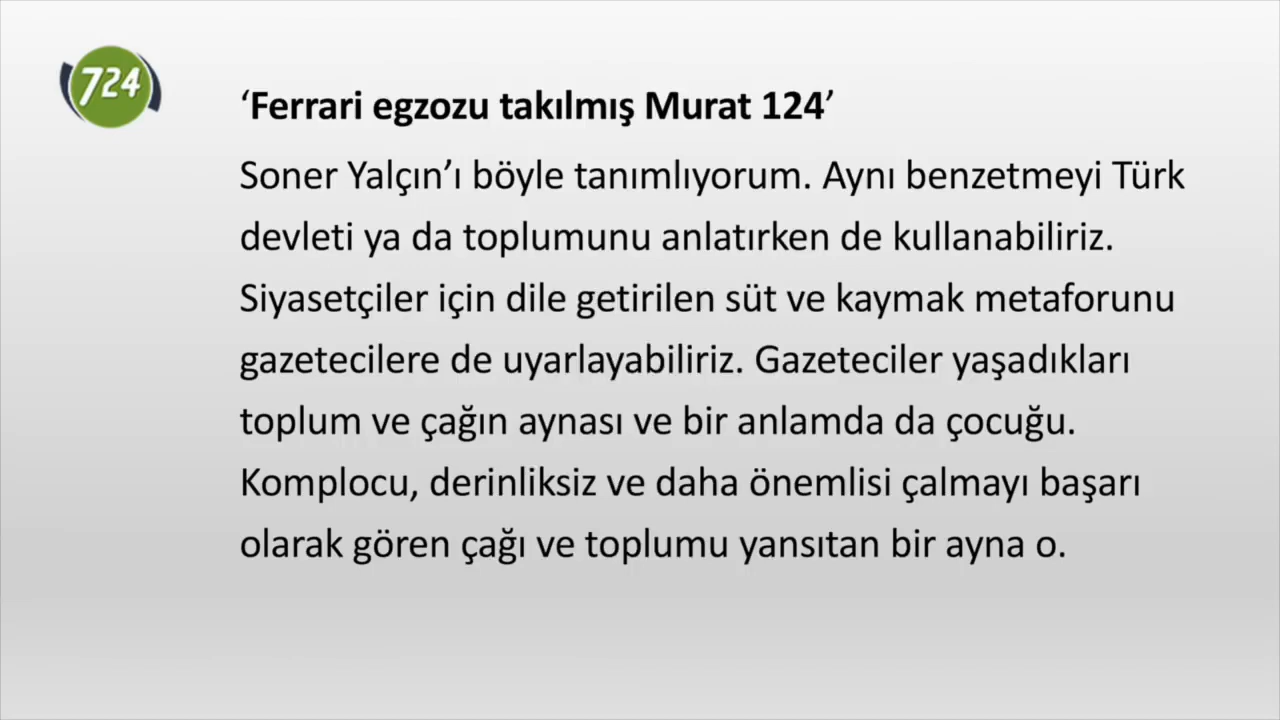 724
‘Ferrari egzozu takılmış Murat 124’
Soner Yalçın’ı böyle tanımlıyorum. Aynı benzetmeyi Türk
devleti ya da toplumunu anlatırken de kullanabiliriz.
Siyasetçiler için dile getirilen süt ve kaymak metaforunu
gazetecilere de uyarlayabiliriz. Gazeteciler yaşadıkları
toplum ve çağın aynası ve bir anlamda da çocuğu.
Komplocu, derinliksiz ve daha önemlisi çalmayı başarı
olarak gören çağı ve toplumu yansıtan bir ayna o.